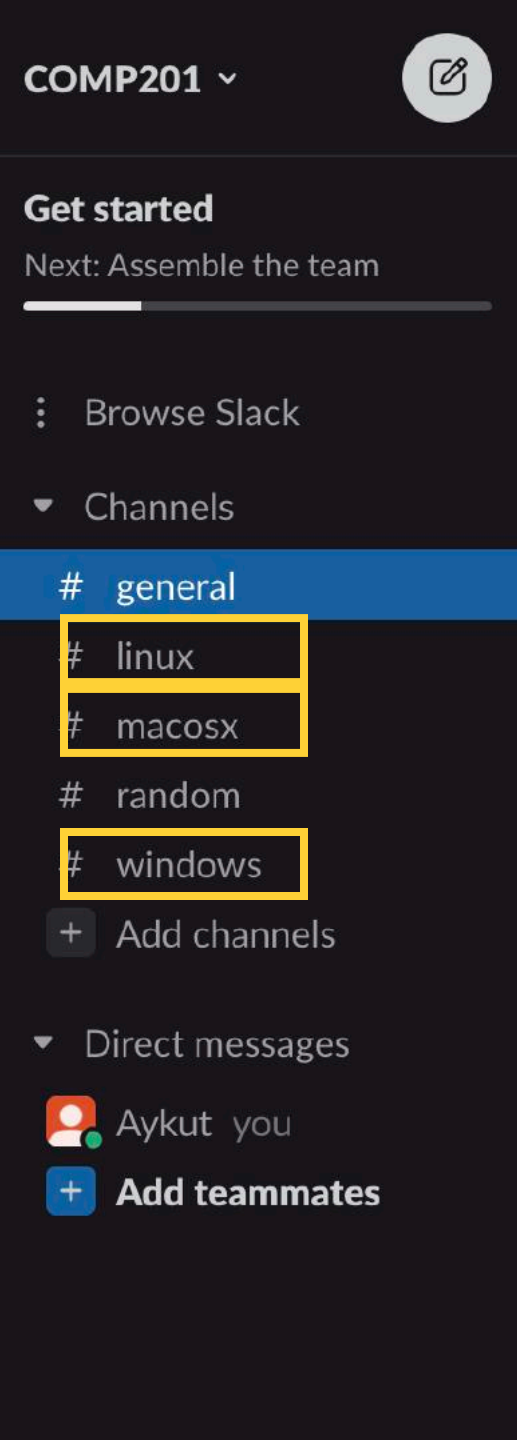 COMP201
Get started
Next: Assemble the team
Browse Slack
Channels
# general
# linux
# macosx
# random
# windows
+ Add channels
Direct messages
Aykut you
+ Add teammates